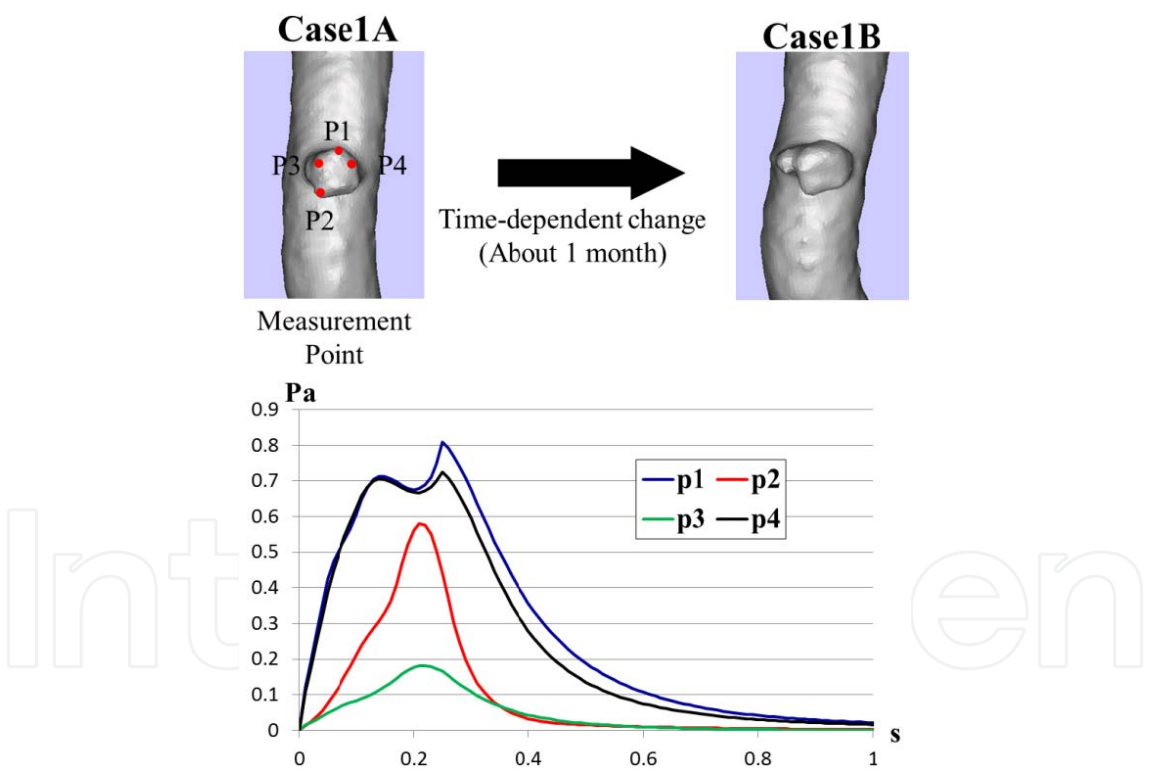 Case1A
Case1B
P1
P3
P4
P2
Time-dependent change
(About 1 month)
Measurement
Point
Pa
0.9
0.8
0.7
0.6
0.5
0.4
0.3
0.2
0.1
0
p1 p2
p3 p4
s
0 0.2 0.4 0.6 0.8 1
Int en